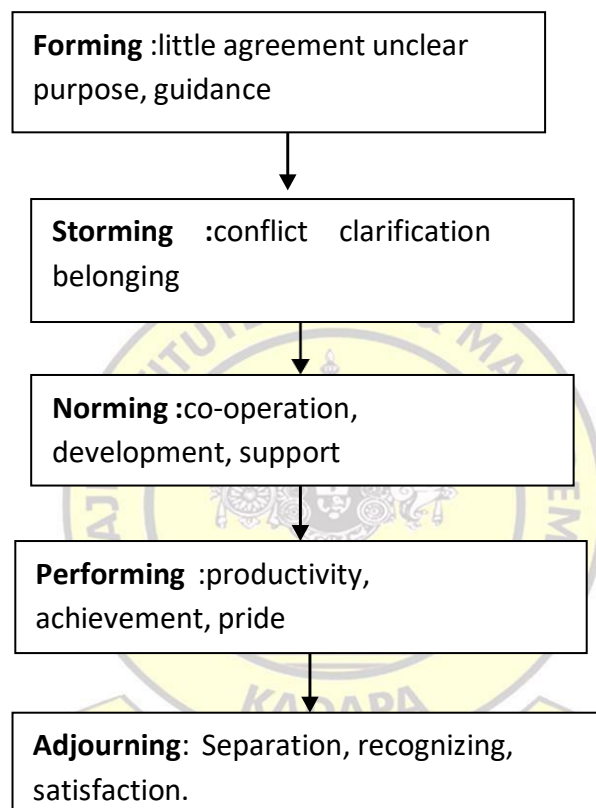 Forming :little agreement unclear
purpose, guidance
Storming :conflict clarification
belonging
Norming :co-operation,
development, support
Performing :productivity,
achievement, pride
KADAPA
Adjourning: Separation, recognizing,
satisfaction.